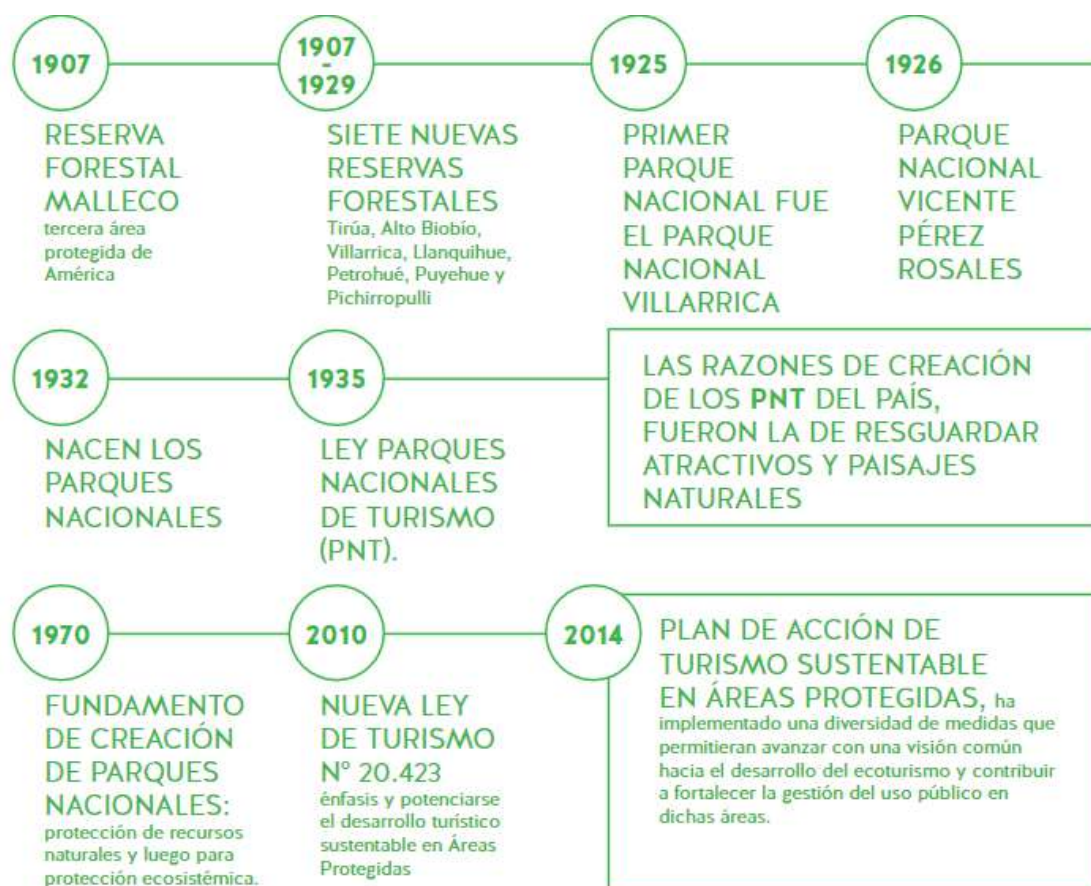 1907
RESERVA
FORESTAL
MALLECO
tercera área
protegida de
América
1907
-
1929
SIETE NUEVAS
RESERVAS
FORESTALES
Tirúa, Alto Biobío,
Villarrica, Llanquihue,
Petrohué, Puyehue y
Pichirropulli
1925
PRIMER
PARQUE
NACIONAL FUE
EL PARQUE
NACIONAL
VILLARRICA
1926
PARQUE
NACIONAL
VICENTE
PÉREZ
ROSALES
1932
NACEN LOS
PARQUES
NACIONALES
1935
LEY PARQUES
NACIONALES
DE TURISMO
(PNT).
LAS RAZONES DE CREACIÓN
DE LOS PNT DEL PAÍS,
FUERON LA DE RESGUARDAR
ATRACTIVOS Y PAISAJES
NATURALES
1970
FUNDAMENTO
DE CREACIÓN
DE PARQUES
NACIONALES:
protección de recursos
naturales y luego para
protección ecosistémica.
2010
NUEVA LEY
DE TURISMO
N° 20.423
énfasis y potenciarse
el desarrollo turístico
sustentable en Áreas
Protegidas
2014
PLAN DE ACCIÓN DE
TURISMO SUSTENTABLE
EN ÁREAS PROTEGIDAS, ha
implementado una diversidad de medidas que
permitieran avanzar con una visión común
hacia el desarrollo del ecoturismo y contribuir
a fortalecer la gestión del uso público en
dichas áreas.